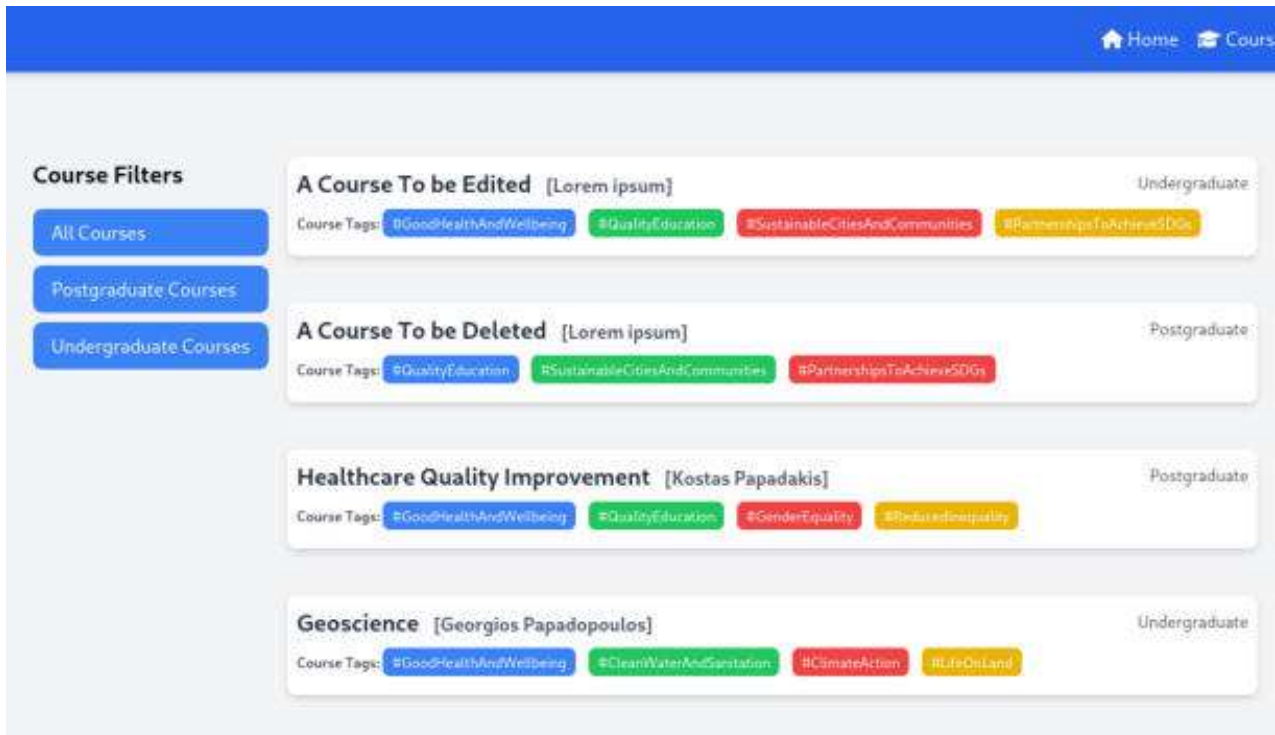 Home Cours
Course Filters
All Courses
Postgraduate Courses
Undergraduate Courses
A Course To be Edited [Lorem ipsum] Undergraduate
Course Tags: #GoodHealthAndWellbeing #QualityEducation #SustainableCitiesAndCommunities #PartnershipsToAchieveSDGs
A Course To be Deleted [Lorem ipsum] Postgraduate
Course Tags: #QualityEducation #SustainableCitiesAndCommunities #PartnershipsToAchieveSDGs
Healthcare Quality Improvement [Kostas Papadakis] Postgraduate
Course Tags: #GoodHealthAndWellbeing #QualityEducation #GenderEquality #ReducedInequality
Geoscience [Georgios Papadopoulos] Undergraduate
Course Tags: #GoodHealthAndWellbeing #CleanWaterAndSanitation #ClimateAction #LifeOnLand